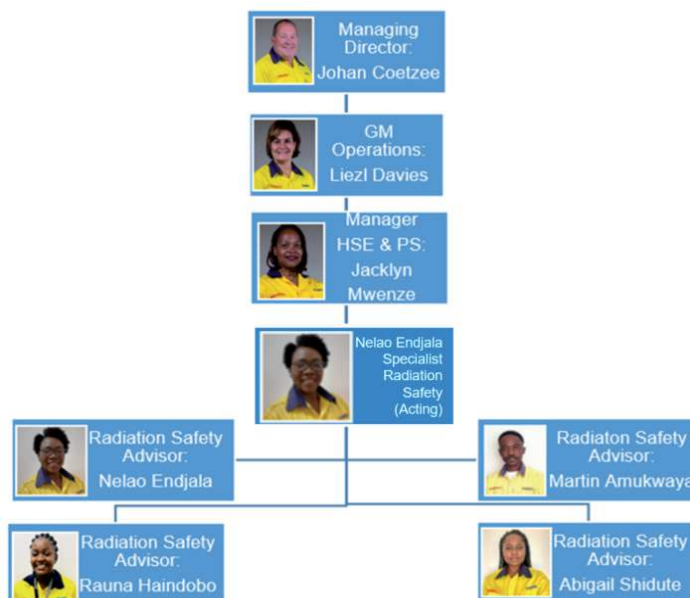 Managing
Director:
Johan Coetzee
GM
Operations:
Liezl Davies
Manager
HSE & PS:
Jacklyn
Mwenze
Nelao Endjala
Specialist
Radiation
Safety
(Acting)
Radiation Safety
Advisor:
Nelao Endjala
Radiaton Safety
Advisor:
Martin Amukwaya
Radiation Safety
Advisor:
Rauna Haindobo
Radiation Safety
Advisor:
Abigail Shidute